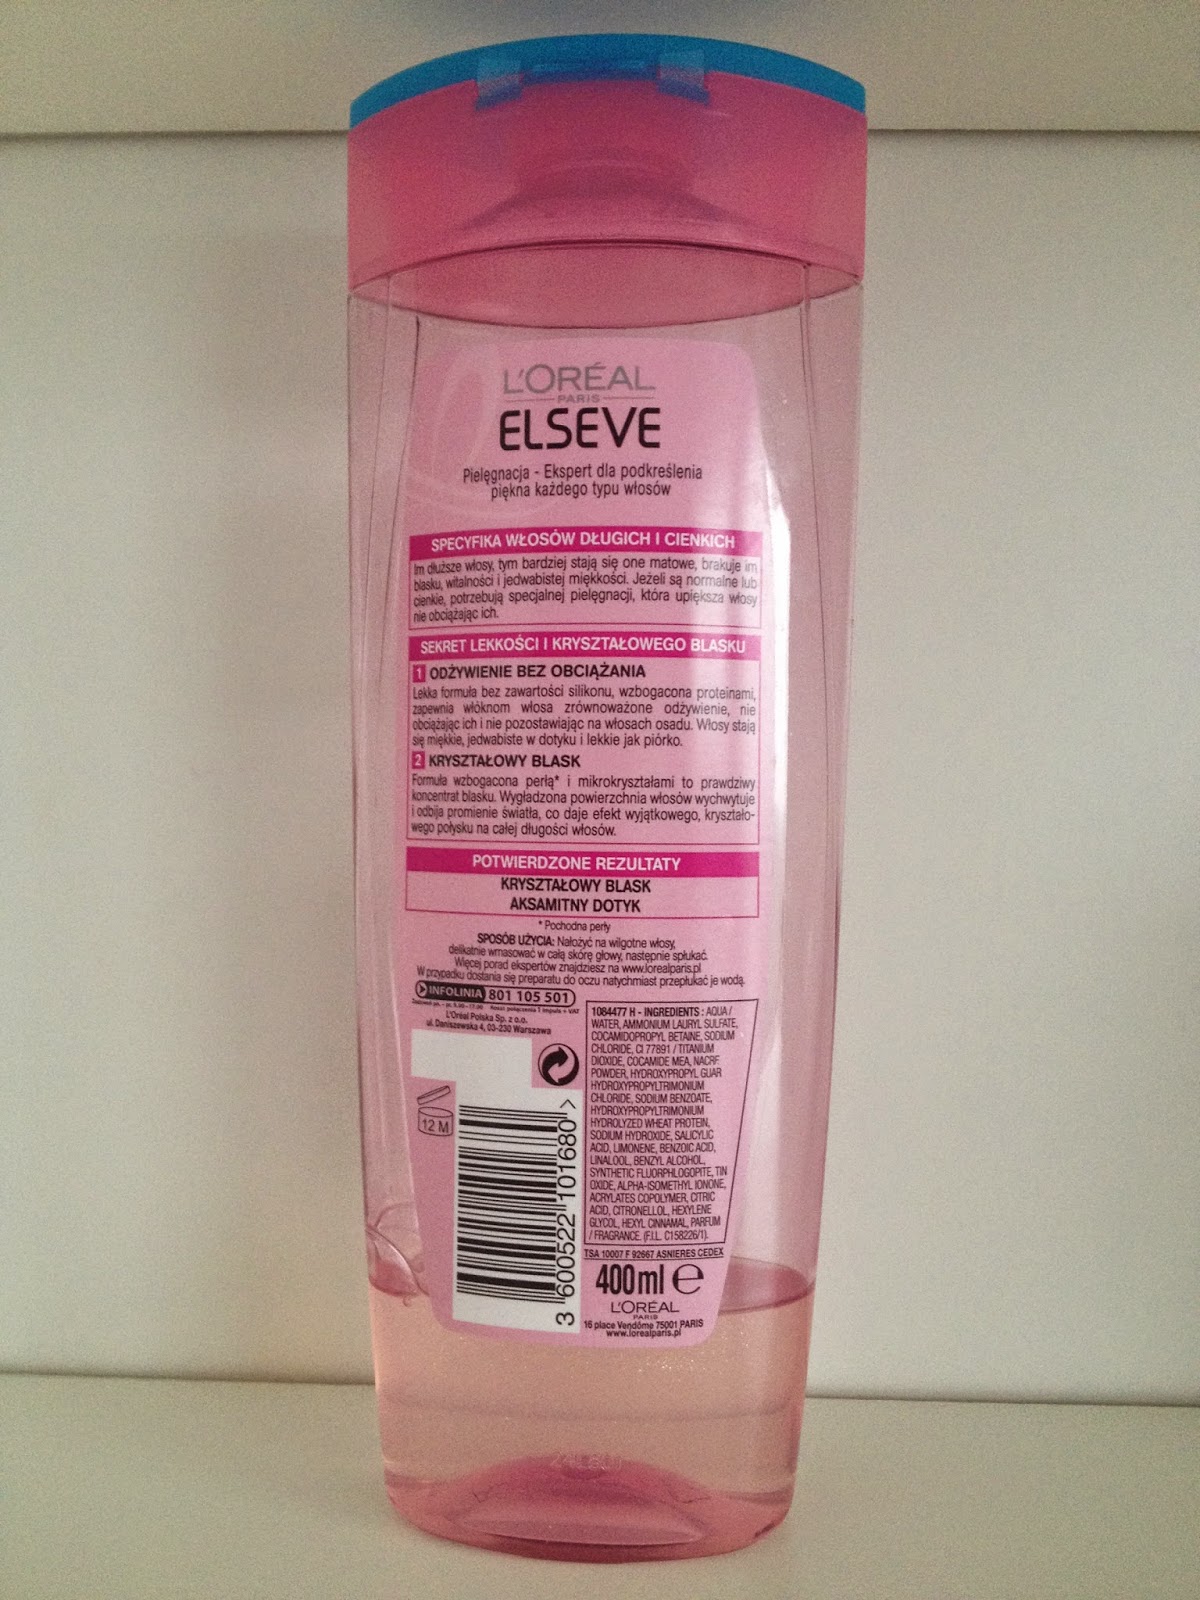 L'ORÉAL
PARIS
ELSEVE
Pielęgnacja - Ekspert dla podkreślenia
piękna każdego typu włosów
SPECYFIKA WŁOSÓW DŁUGICH I CIENKICH
Im dłuższe włosy, tym bardziej stają się one matowe, brakuje im
blasku, witalności i jedwabistej miękkości. Jeżeli są normalne lub
cienkie, potrzebują specjalnej pielęgnacji, która upiększa włosy
nie obciążając ich.
SEKRET LEKKOŚCI I KRYSZTAŁOWEGO BLASKU
1 ODŻYWIENIE BEZ OBCIĄŻANIA
Lekka formuła bez zawartości silikonu, wzbogacona proteinami,
zapewnia włóknom włosa zrównoważone odżywienie, nie
obciążając ich i nie pozostawiając na włosach osadu. Włosy stają
się miękkie, jedwabiste w dotyku i lekkie jak piórko.
2 KRYSZTAŁOWY BLASK
Formuła wzbogacona perłą* i mikrokryształami to prawdziwy
koncentrat blasku. Wygładzona powierzchnia włosów wychwytuje
i odbija promienie światła, co daje efekt wyjątkowego, kryształo-
wego połysku na całej długości włosów.
POTWIERDZONE REZULTATY
KRYSZTAŁOWY BLASK
AKSAMITNY DOTYK
* Pochodna perły
SPOSÓB UŻYCIA: Nałożyć na wilgotne włosy,
delikatnie wmasować w całą skórę głowy, następnie spłukać.
Więcej porad ekspertów znajdziesz na www.lorealparis.pl
W przypadku dostania się preparatu do oczu natychmiast przepłukać je wodą.
INFOLINIA 801 105 501
L'Oréal Polska Sp. z o.o.
ul. Daniszewska 4, 03-230 Warszawa
12 M
3 600522 101680 >
1084477 H - INGREDIENTS : AQUA /
WATER, AMMONIUM LAURYL SULFATE,
COCAMIDOPROPYL BETAINE, SODIUM
CHLORIDE, CI 77891 / TITANIUM
DIOXIDE, COCAMIDE MEA, NACRE
POWDER, HYDROXYPROPYL GUAR
HYDROXYPROPYLTRIMONIUM
CHLORIDE, SODIUM BENZOATE,
HYDROXYPROPYLTRIMONIUM
HYDROLYZED WHEAT PROTEIN,
SODIUM HYDROXIDE, SALICYLIC
ACID, LIMONENE, BENZOIC ACID,
LINALOOL, BENZYL ALCOHOL,
SYNTHETIC FLUORPHLOGOPITE, TIN
OXIDE, ALPHA-ISOMETHYL IONONE,
ACRYLATES COPOLYMER, CITRIC
ACID, CITRONELLOL, HEXYLENE
GLYCOL, HEXYL CINNAMAL, PARFUM
/ FRAGRANCE. (F.I.L. C158226/1).
TSA 10007 F 92667 ASNIERES CEDEX
400ml e
L'ORÉAL
PARIS
16 place Vendôme 75001 PARIS
www.lorealparis.pl